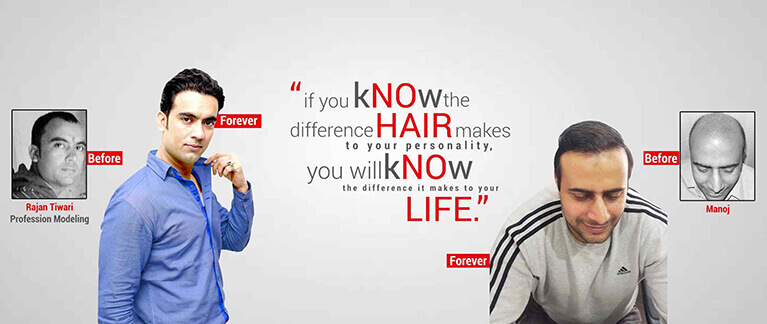 Before
Rajan Tiwari
Profession Modeling
Forever
“if you kNOw the
difference HAIR makes
to your personality,
you will kNOw
the difference it makes to your
LIFE.”
Forever
adidas
Before
Manoj